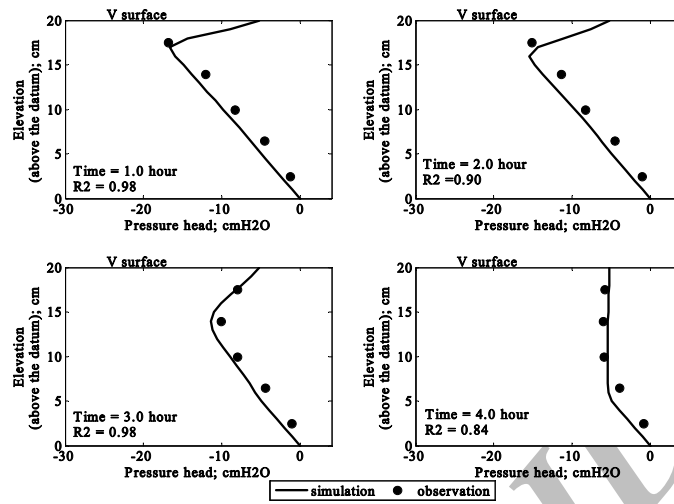 V surface
20
15
10
5
0
Elevation
(above the datum); cm
Time = 1.0 hour
R2 = 0.98
-30 -20 -10 0
Pressure head; cmH2O
V surface
20
15
10
5
0
Elevation
(above the datum); cm
Time = 2.0 hour
R2 =0.90
-30 -20 -10 0
Pressure head; cmH2O
V surface
20
15
10
5
0
Elevation
(above the datum); cm
Time = 3.0 hour
R2 = 0.98
-30 -20 -10 0
Pressure head; cmH2O
V surface
20
15
10
5
0
Elevation
(above the datum); cm
Time = 4.0 hour
R2 = 0.84
-30 -20 -10 0
Pressure head; cmH2O
simulation observation